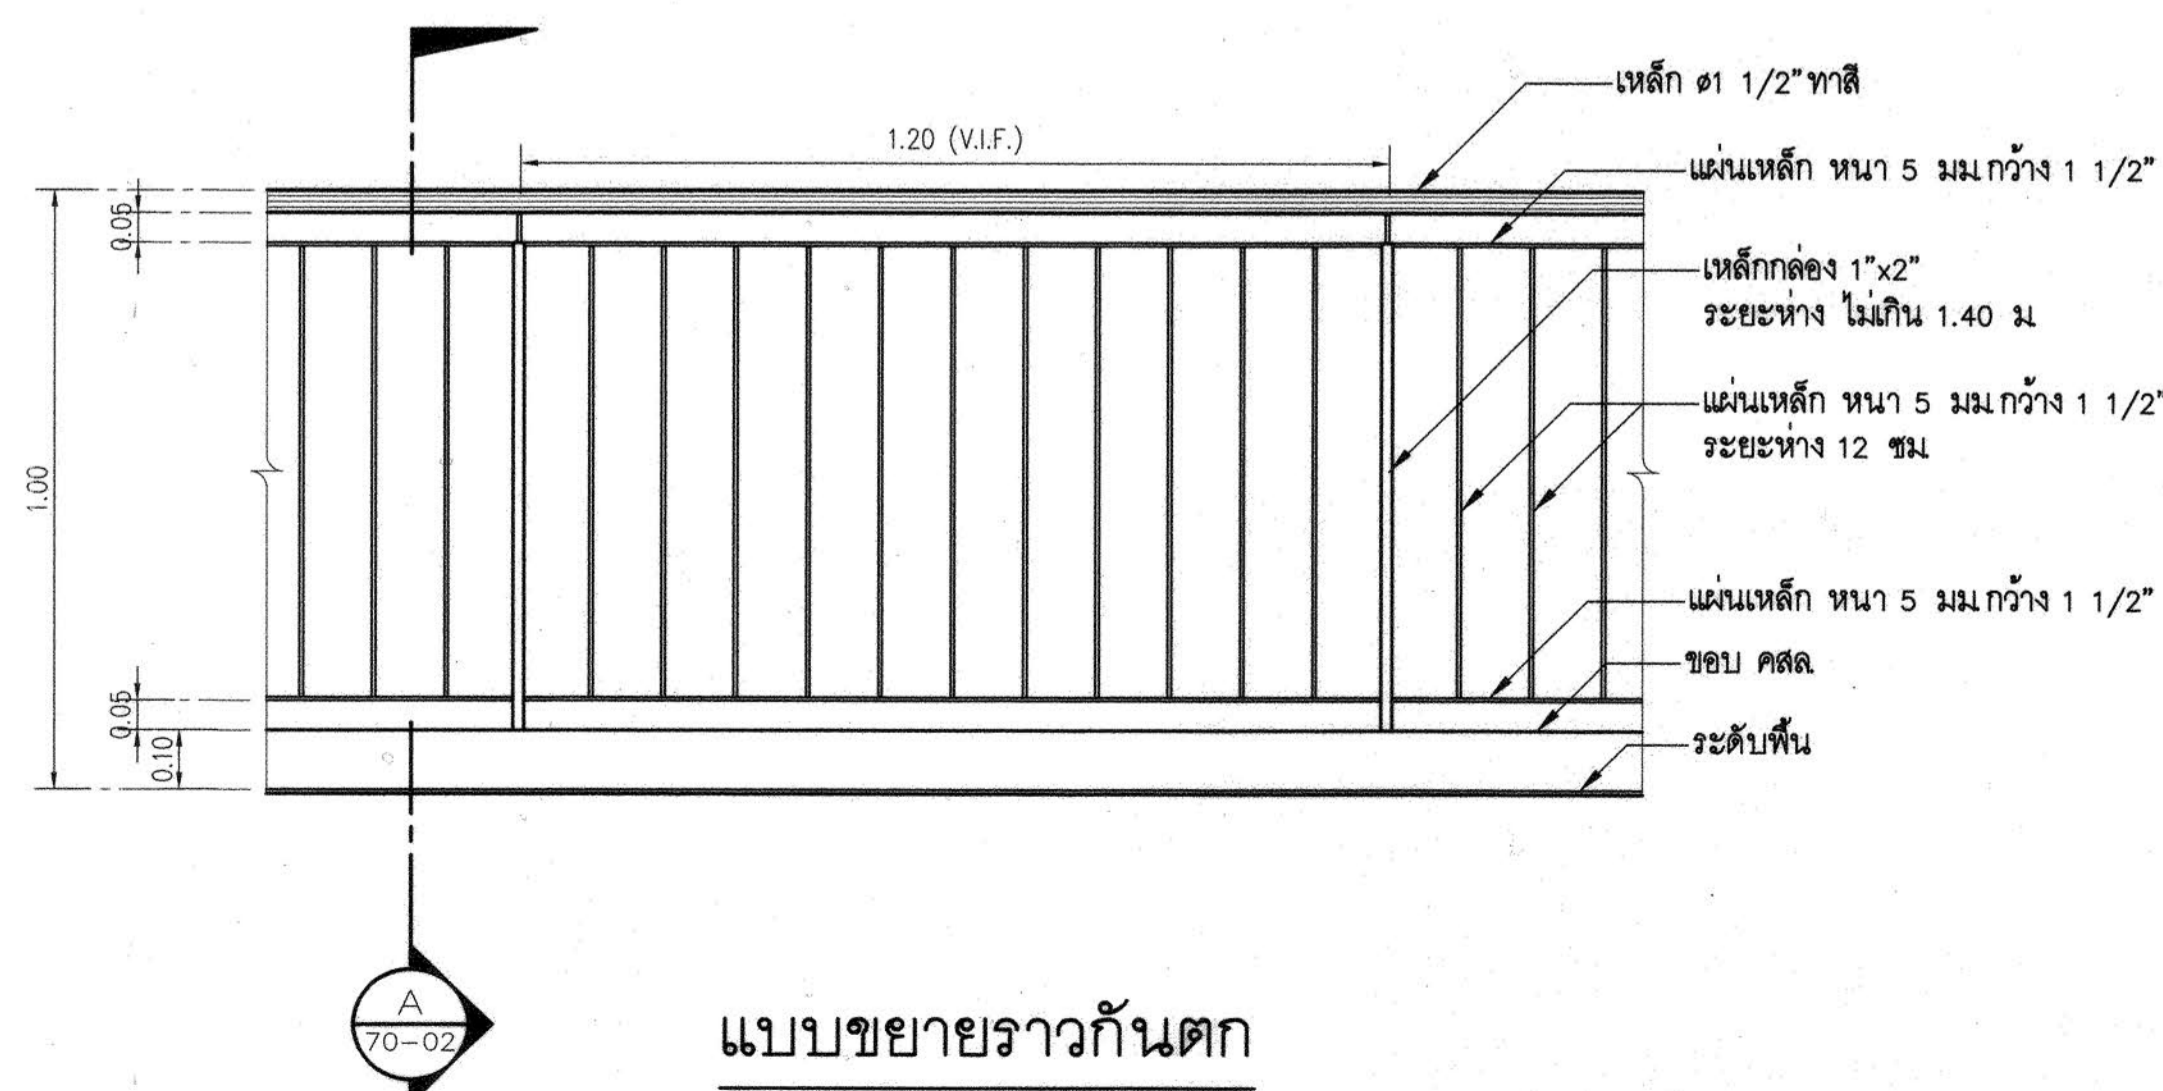 เหล็ก ø1 1/2" ทาสี
1.20 (V.I.F.)
แผ่นเหล็ก หนา 5 มม.กว้าง 1 1/2"
0.05
เหล็กกล่อง 1"x2"
ระยะห่าง ไม่เกิน 1.40 ม.
แผ่นเหล็ก หนา 5 มม.กว้าง 1 1/2"
ระยะห่าง 12 ซม.
1.00
แผ่นเหล็ก หนา 5 มม.กว้าง 1 1/2"
ขอบ คสล.
0.05
0.10
ระดับพื้น
A
70-02
แบบขยายราวกันตก